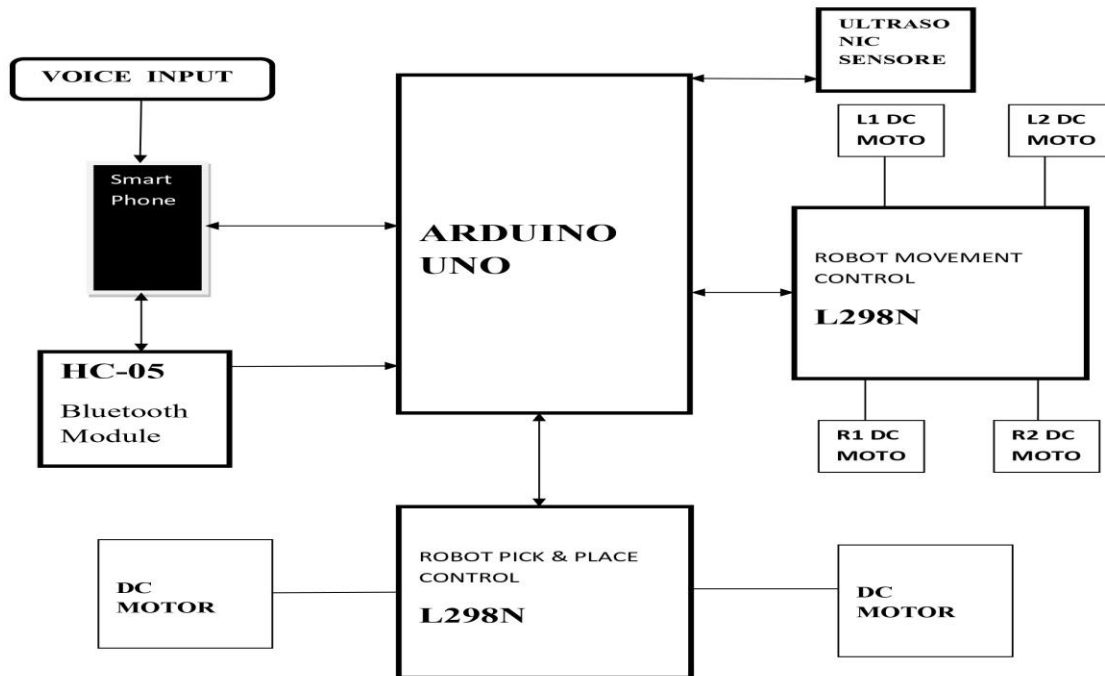 VOICE INPUT
Smart
Phone
HC-05
Bluetooth
Module
ARDUINO
UNO
ULTRASO
NIC
SENSORE
L1 DC
MOTO
L2 DC
MOTO
ROBOT MOVEMENT
CONTROL
L298N
R1 DC
MOTO
R2 DC
MOTO
DC
MOTOR
ROBOT PICK & PLACE
CONTROL
L298N
DC
MOTOR